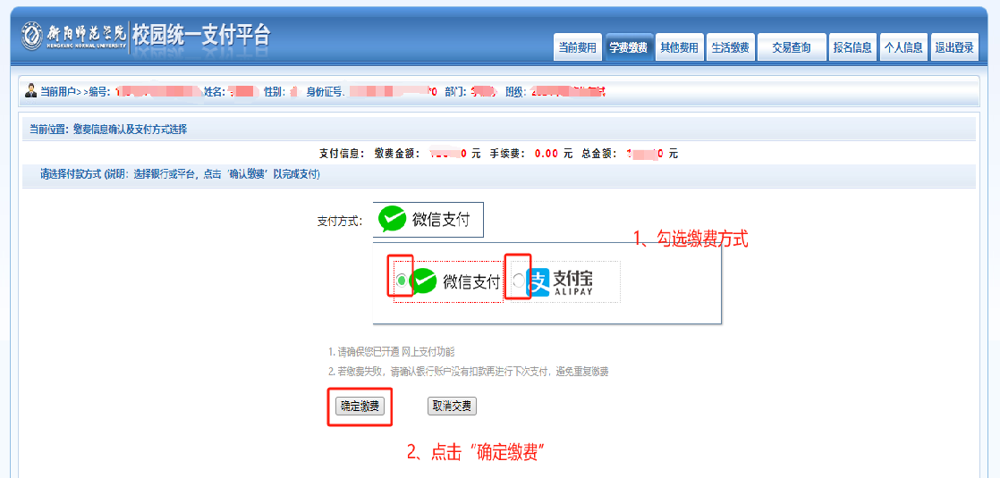 衡阳师范学院 校园统一支付平台
HENGYANG NORMAL UNIVERSITY
当前费用 学费缴费 其他费用 生活缴费 交易查询 报名信息 个人信息 退出登录
当前用户>>编号: 姓名: 性别: 身份证号、 0 部门: 班级:
当前位置：缴费信息确认及支付方式选择
支付信息： 缴费金额： 0 元 手续费： 0.00 元 总金额： 0 元
请选择付款方式 (说明：选择银行或平台，点击“确认缴费”以完成支付)
支付方式： 微信支付
1、勾选缴费方式
微信支付 支 支付宝
ALIPAY
1. 请确保您已开通 网上支付功能
2. 若缴费失败，请确认银行账户没有扣款再进行下次支付，避免重复缴费
确定缴费 取消交费
2、点击“确定缴费”